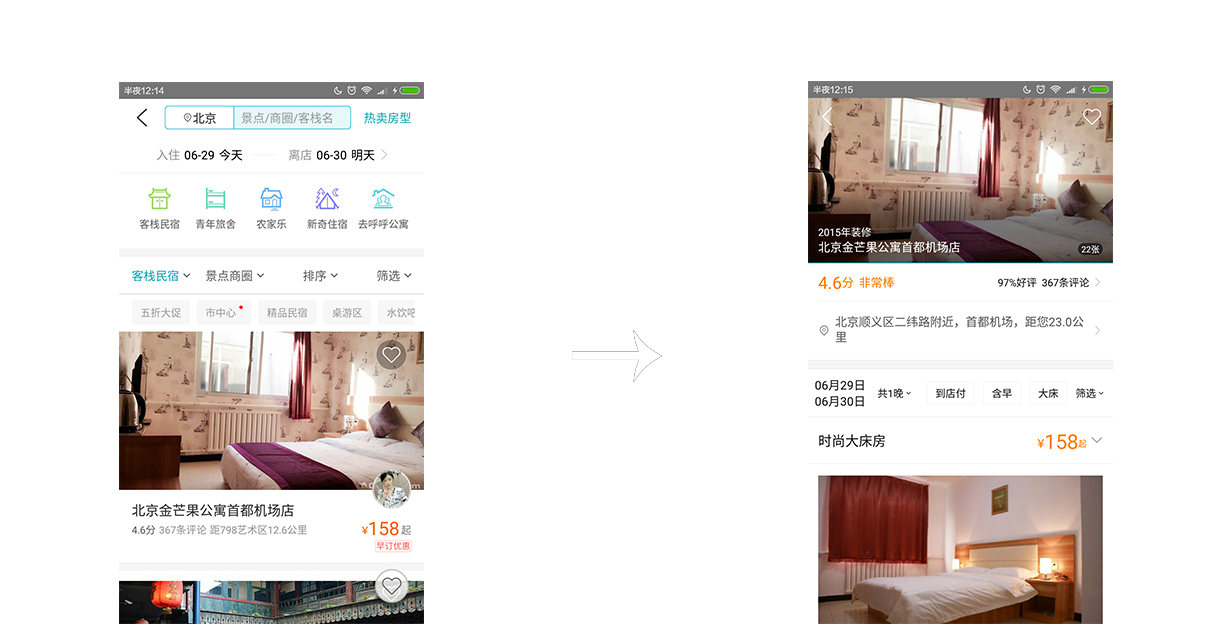 半夜12:14
北京 景点/商圈/客栈名 热卖房型
入住 06-29 今天 离店 06-30 明天
客栈民宿 青年旅舍 农家乐 新奇住宿 去呼呼公寓
客栈民宿 景点商圈 排序 筛选
五折大促 市中心 精品民宿 桌游区 水饮吧
北京金芒果公寓首都机场店
4.6分 367条评论 距798艺术区12.6公里
¥158起
早订优惠
半夜12:15
2015年装修
北京金芒果公寓首都机场店
22张
4.6分 非常棒 97%好评 367条评论
北京顺义区二纬路附近，首都机场，距您23.0公
里
06月29日
06月30日
共1晚 到店付 含早 大床 筛选
时尚大床房 ¥158起